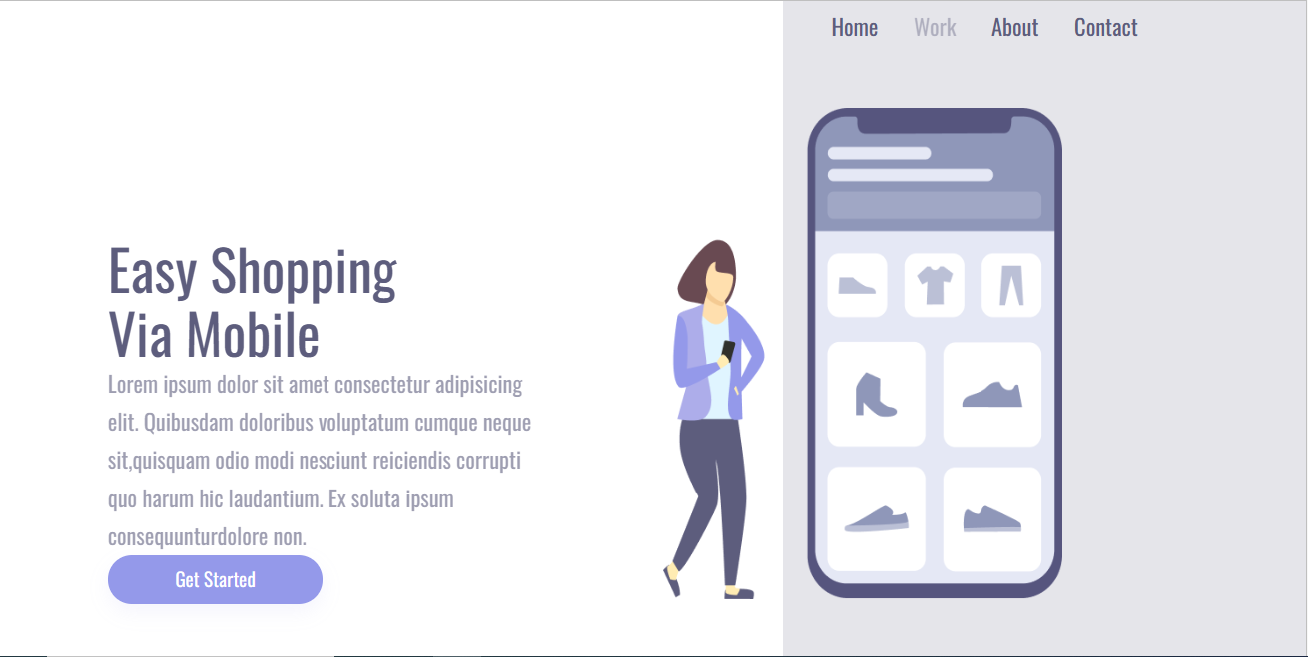 Home Work About Contact
Easy Shopping
Via Mobile
Lorem ipsum dolor sit amet consectetur adipisicing
elit. Quibusdam doloribus voluptatum cumque neque
sit,quisquam odio modi nesciunt reiciendis corrupti
quo harum hic laudantium. Ex soluta ipsum
consequunturdolore non.
Get Started